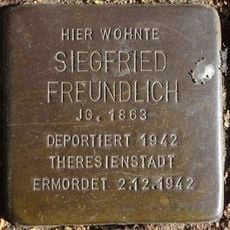 HIER WOHNTE
SIEGFRIED
FREUNDLICH
JG. 1863
DEPORTIERT 1942
THERESIENSTADT
ERMORDET 2.12.1942